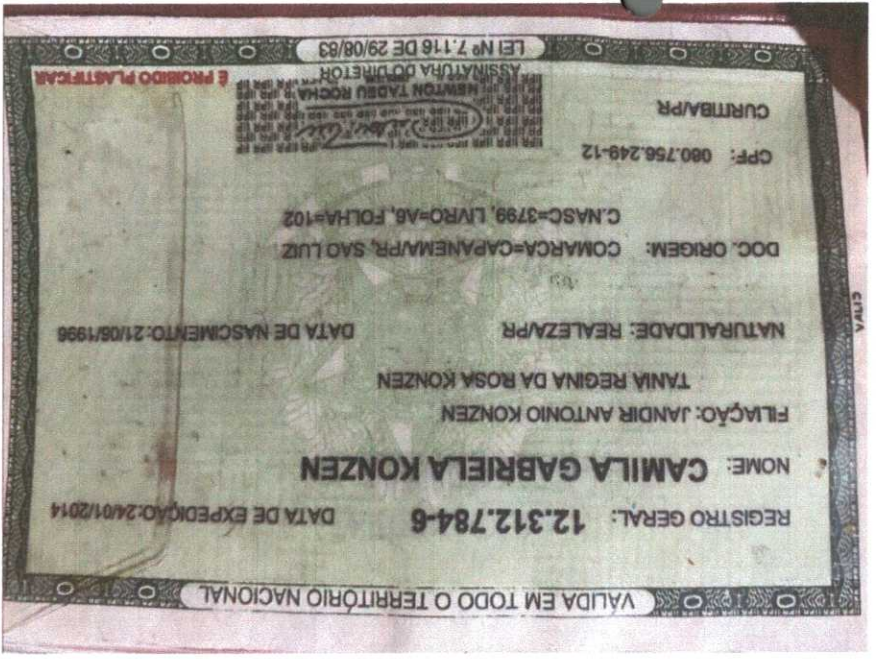 VÁLIDA EM TODO O TERRITÓRIO NACIONAL
REGISTRO GERAL: 12.312.784-6 DATA DE EXPEDIÇÃO: 24/01/2014
NOME: CAMILA GABRIELA KONZEN
FILIAÇÃO: JANDIR ANTONIO KONZEN
TANIA REGINA DA ROSA KONZEN
NATURALIDADE: REALEZA/PR DATA DE NASCIMENTO: 21/06/1996
DOC. ORIGEM: COMARCA=CAPANEMA/PR, SAO LUIZ
C.NASC=3799, LIVRO=A6, FOLHA=102
CPF: 080.756.249-12
CURITIBA/PR
NEWTON TADEU ROCHA
ASSINATURA DO DIRETOR
É PROIBIDO PLASTIFICAR
LEI Nº 7.116 DE 29/08/83